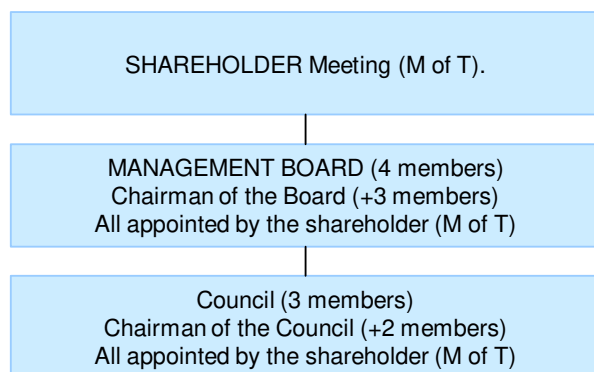 SHAREHOLDER Meeting (M of T).
MANAGEMENT BOARD (4 members)
Chairman of the Board (+3 members)
All appointed by the shareholder (M of T)
Council (3 members)
Chairman of the Council (+2 members)
All appointed by the shareholder (M of T)